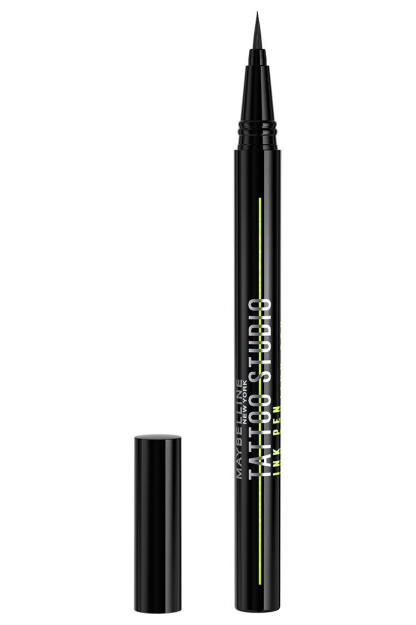 MAYBELLINE
NEW YORK
TATTOO STUDIO
INK PEN